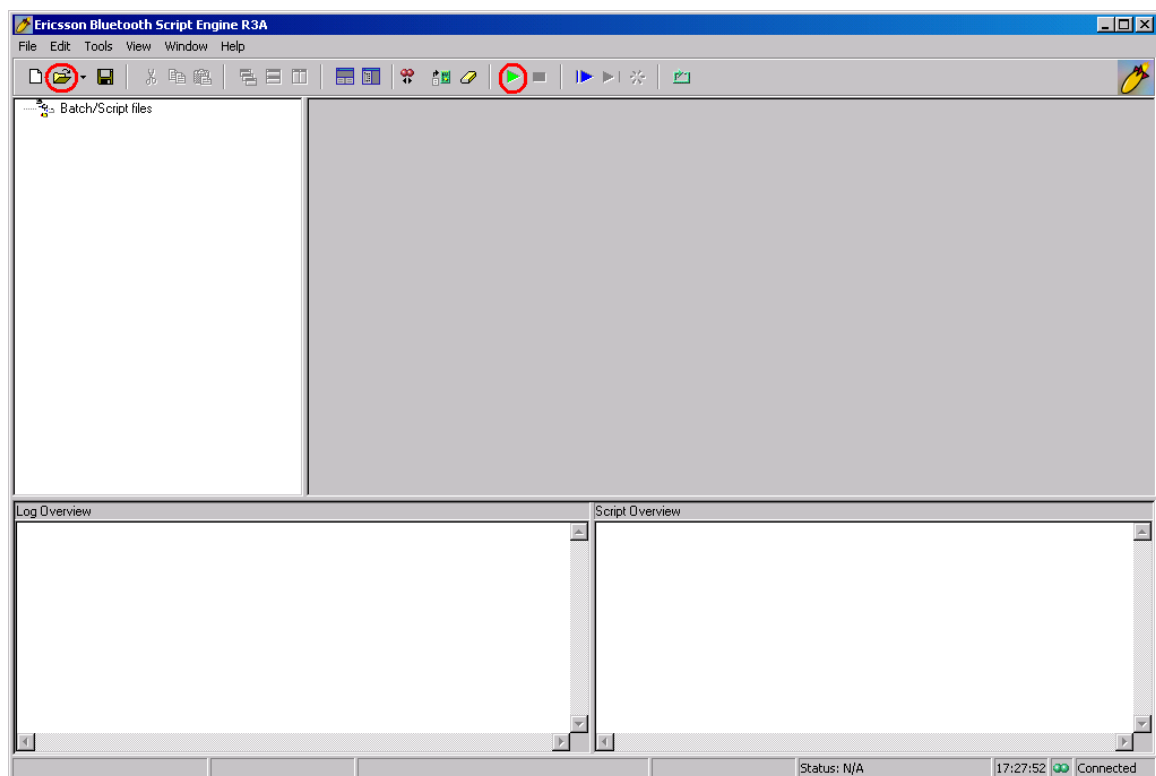 Ericsson Bluetooth Script Engine R3A
File Edit Tools View Window Help
Batch/Script files
Log Overview
Script Overview
Status: N/A
17:27:52
Connected